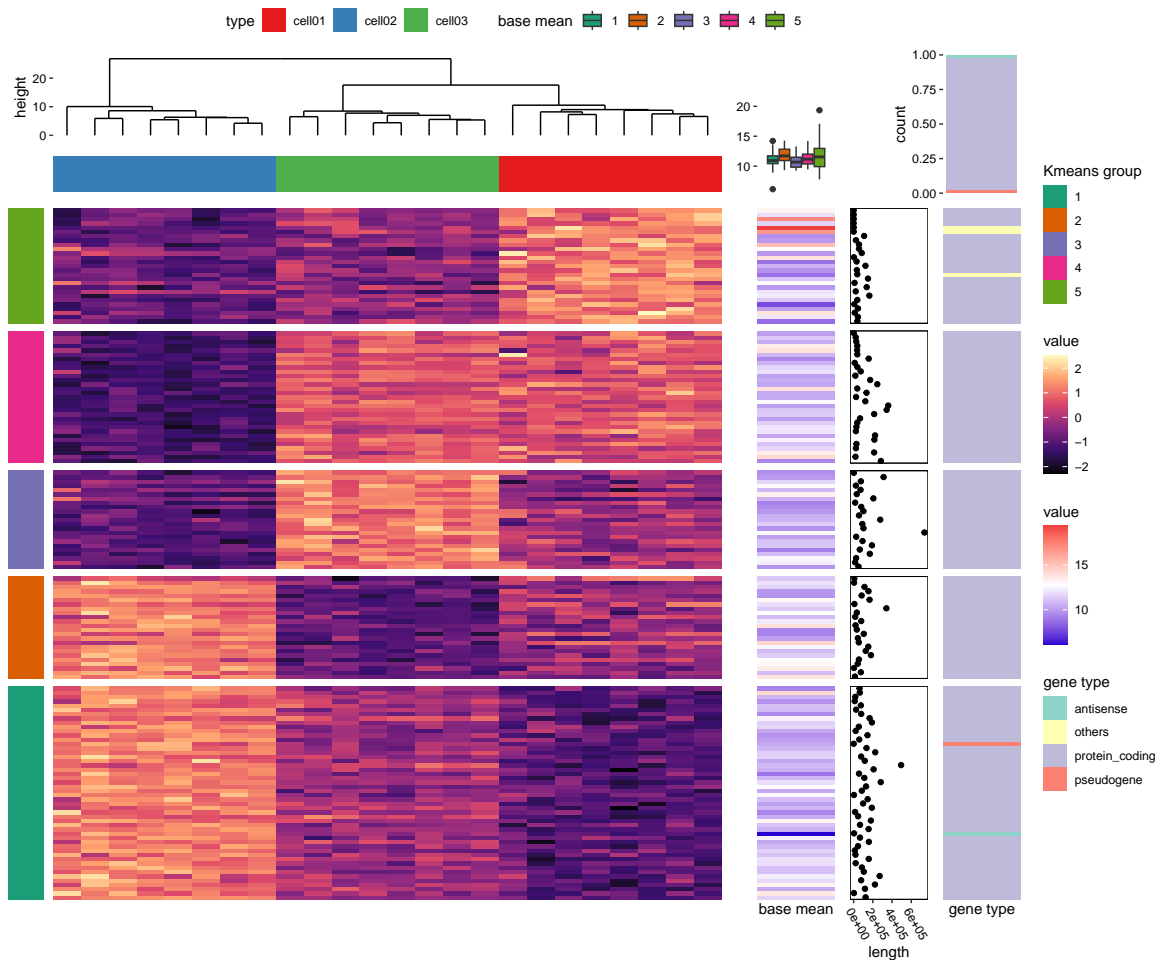 type cell01 cell02 cell03 base mean 1 2 3 4 5
height
20
10
0
20
15
10
count
1.00
0.75
0.50
0.25
0.00
Kmeans group
1
2
3
4
5
value
2
1
0
−1
−2
value
15
10
gene type
antisense
others
protein_coding
pseudogene
base mean
0e+00
2e+05
4e+05
6e+05
length
gene type